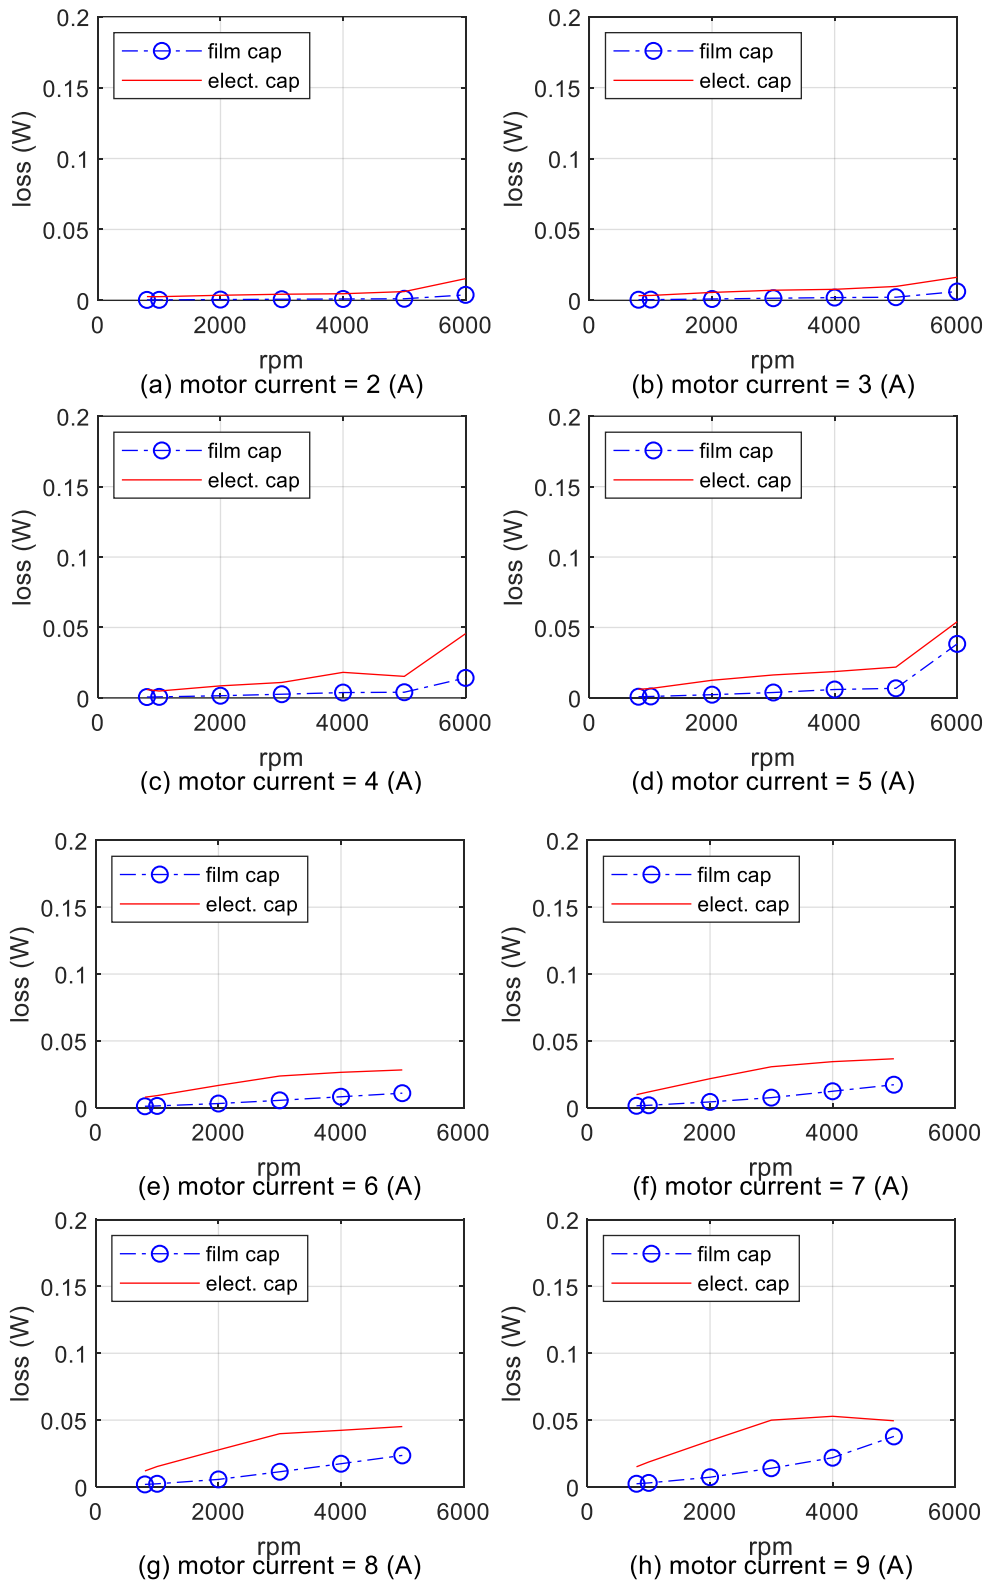 0.2
film cap
elect. cap
0.15
0.1
0.05
0
loss (W)
0 2000 4000 6000
rpm
(a) motor current = 2 (A)
0.2
film cap
elect. cap
0.15
0.1
0.05
0
loss (W)
0 2000 4000 6000
rpm
(b) motor current = 3 (A)
0.2
film cap
elect. cap
0.15
0.1
0.05
0
loss (W)
0 2000 4000 6000
rpm
(c) motor current = 4 (A)
0.2
film cap
elect. cap
0.15
0.1
0.05
0
loss (W)
0 2000 4000 6000
rpm
(d) motor current = 5 (A)
0.2
film cap
elect. cap
0.15
0.1
0.05
0
loss (W)
0 2000 4000 6000
rpm
(e) motor current = 6 (A)
0.2
film cap
elect. cap
0.15
0.1
0.05
0
loss (W)
0 2000 4000 6000
rpm
(f) motor current = 7 (A)
0.2
film cap
elect. cap
0.15
0.1
0.05
0
loss (W)
0 2000 4000 6000
rpm
(g) motor current = 8 (A)
0.2
film cap
elect. cap
0.15
0.1
0.05
0
loss (W)
0 2000 4000 6000
rpm
(h) motor current = 9 (A)